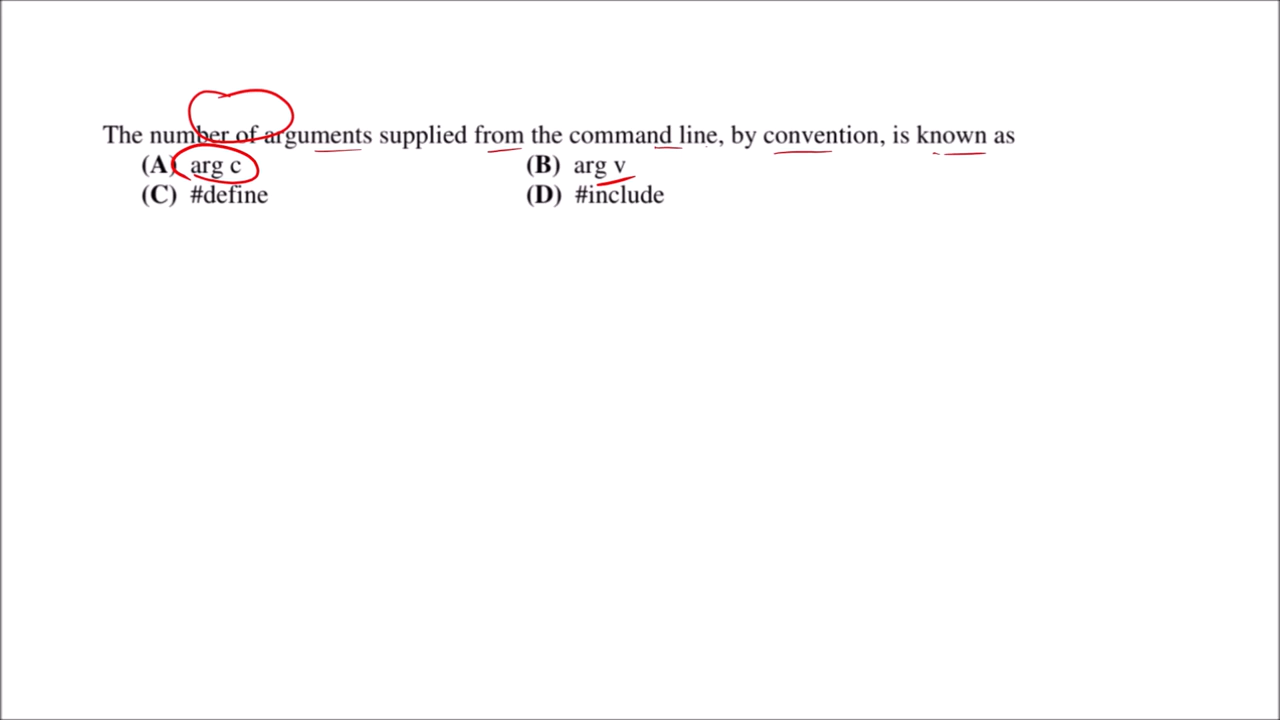 The number of arguments supplied from the command line, by convention, is known as
(A) arg c (B) arg v
(C) #define (D) #include